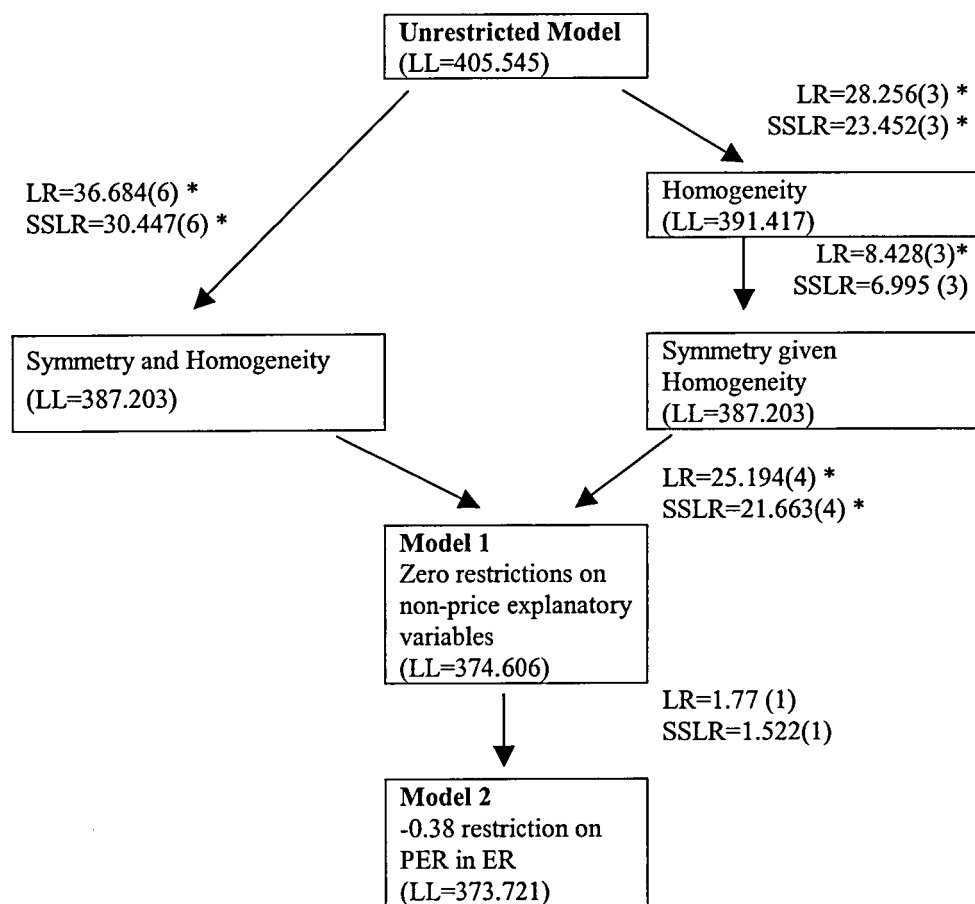 Unrestricted Model
(LL=405.545)
LR=28.256(3) *
SSLR=23.452(3) *
LR=36.684(6) *
SSLR=30.447(6) *
Homogeneity
(LL=391.417)
LR=8.428(3)*
SSLR=6.995 (3)
Symmetry and Homogeneity
(LL=387.203)
Symmetry given
Homogeneity
(LL=387.203)
LR=25.194(4) *
SSLR=21.663(4) *
Model 1
Zero restrictions on
non-price explanatory
variables
(LL=374.606)
LR=1.77 (1)
SSLR=1.522(1)
Model 2
-0.38 restriction on
PER in ER
(LL=373.721)